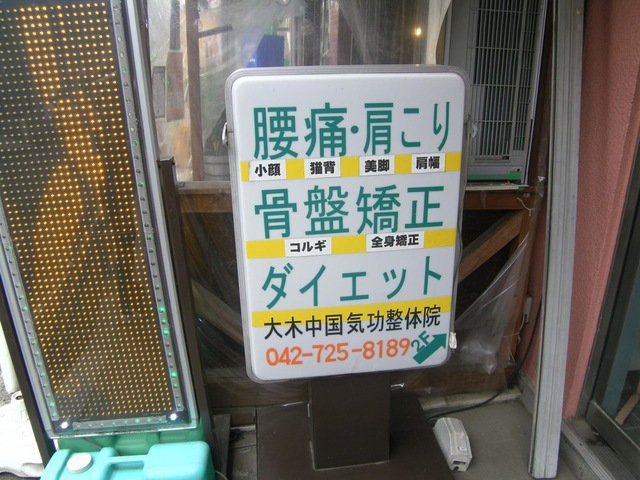 腰痛・肩こり
小顔 猫背 美脚 肩幅
骨盤矯正
コルギ 全身矯正
ダイエット
大木中国気功整体院
042-725-8189 2F